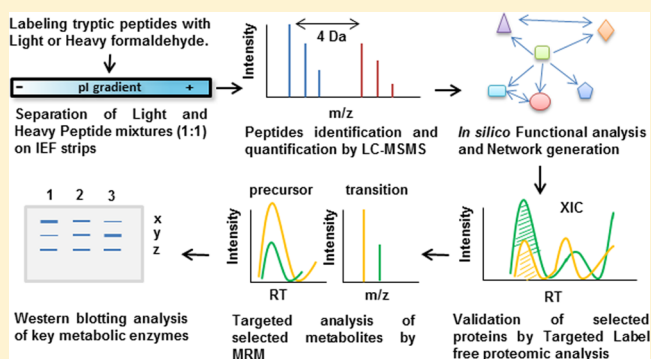 Labeling tryptic peptides with
Light or Heavy formaldehyde.
- pI gradient +
Separation of Light and
Heavy Peptide mixtures (1:1)
on IEF strips
Intensity
4 Da
m/z
Peptides identification and
quantification by LC-MSMS
In silico Functional analysis
and Network generation
XIC
Intensity
RT
Validation of selected
proteins by Targeted Label
free proteomic analysis
precursor
Intensity
RT
transition
Intensity
m/z
Targeted analysis of
selected metabolites by
MRM
1 2 3
x
y
z
Western blotting analysis
of key metabolic enzymes